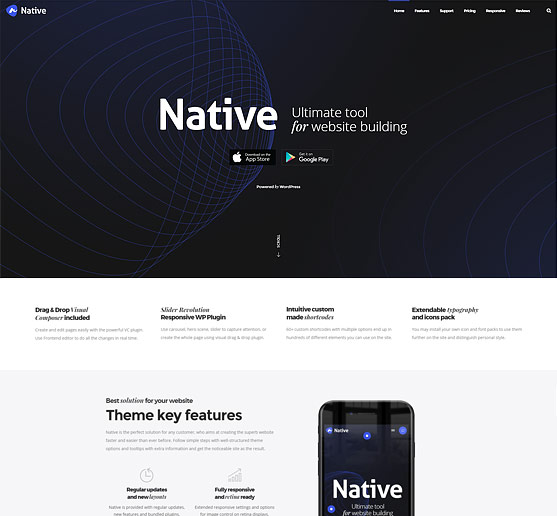 Native
Home Features Support Pricing Responsive Reviews
Native
Ultimate tool
for website building
Download on the
App Store
Get it on
Google Play
Powered by WordPress
SCROLL
Drag & Drop Visual
Composer included
Create and edit pages easily with the powerful VC plugin.
Use frontend editor to do all the changes in real time.
Slider Revolution
Responsive WP Plugin
Use carousel, hero scene, slider to capture attention, or
create the whole page using visual drag & drop plugin.
Intuitive custom
made shortcodes
60+ custom shortcodes with multiple options end up in
hundreds of different elements you can use on the site.
Extendable typography
and icons pack
You may install your own icon and font packs to use them
further on the site and distinguish personal style.
Best solution for your website
Theme key features
Native is the perfect solution for any customer, who aims at creating the superb website
faster and easier than ever before. Follow simple steps with well-structured theme
options and tooltips with extra information and get the noticeable site as the result.
Regular updates
and new layouts
Native is provided with regular updates,
new features and bundled plugins.
Fully responsive
and retina ready
Extended responsive settings and options
for image control on retina displays.
Native
Native
Ultimate tool
for website building